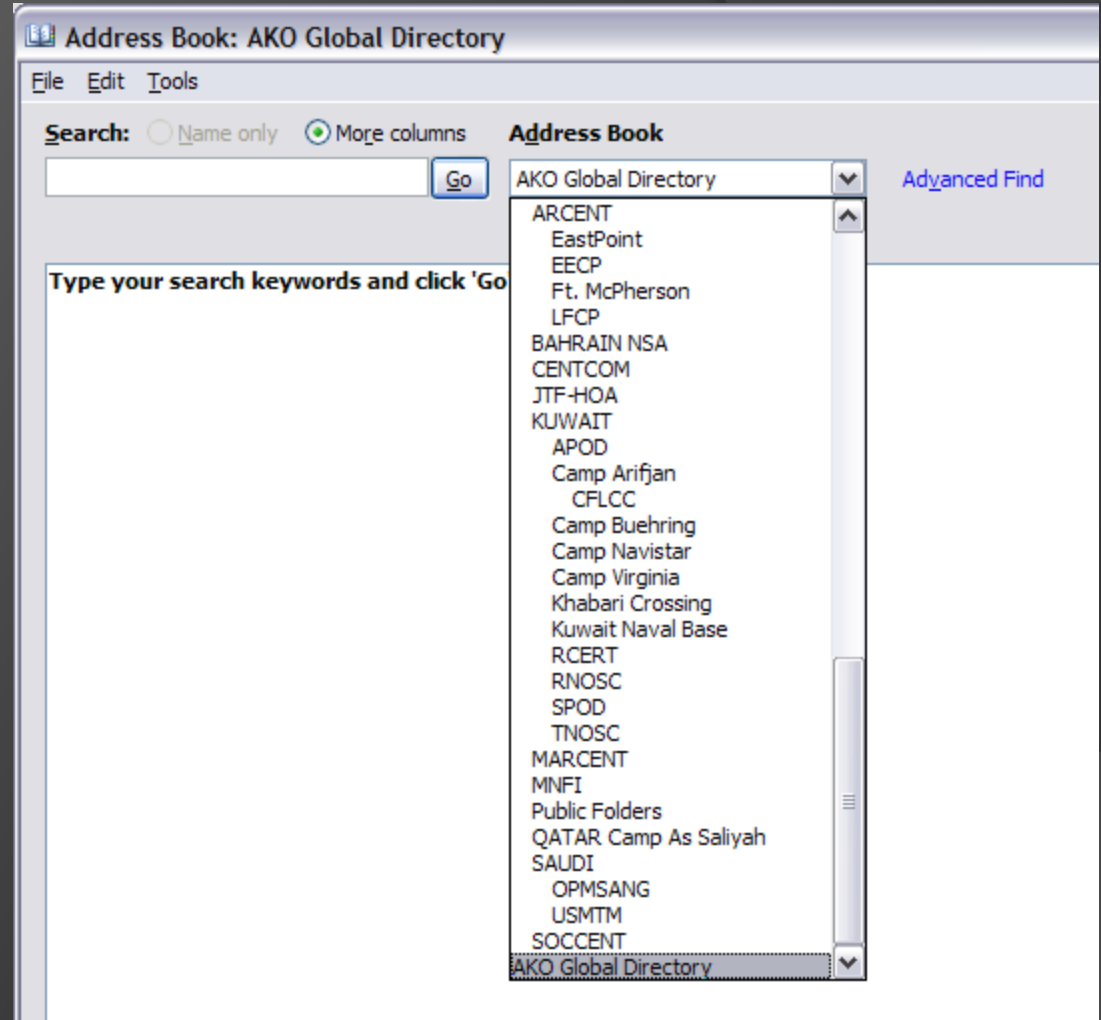 Address Book: AKO Global Directory
File Edit Tools
Search: Name only More columns Address Book
Go AKO Global Directory Advanced Find
ARCENT
EastPoint
EECP
Type your search keywords and click 'Go'
Ft. McPherson
LFCP
BAHRAIN NSA
CENTCOM
JTF-HOA
KUWAIT
APOD
Camp Arifjan
CFLCC
Camp Buehring
Camp Navistar
Camp Virginia
Khabari Crossing
Kuwait Naval Base
RCERT
RNOSC
SPOD
TNOSC
MARCENT
MNFI
Public Folders
QATAR Camp As Saliyah
SAUDI
OPMSANG
USMTM
SOCCENT
AKO Global Directory